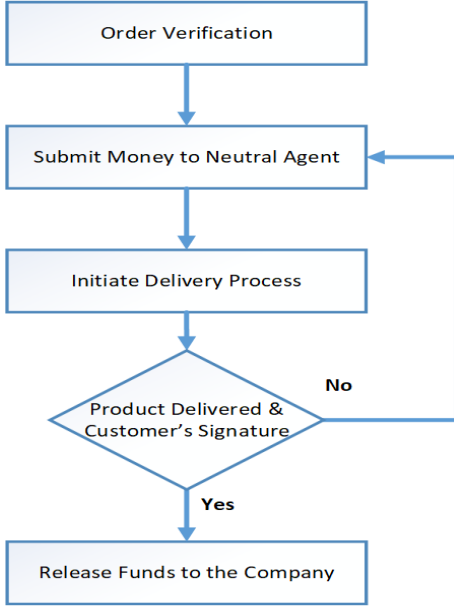 Order Verification
Submit Money to Neutral Agent
Initiate Delivery Process
No
Product Delivered &
Customer's Signature
Yes
Release Funds to the Company